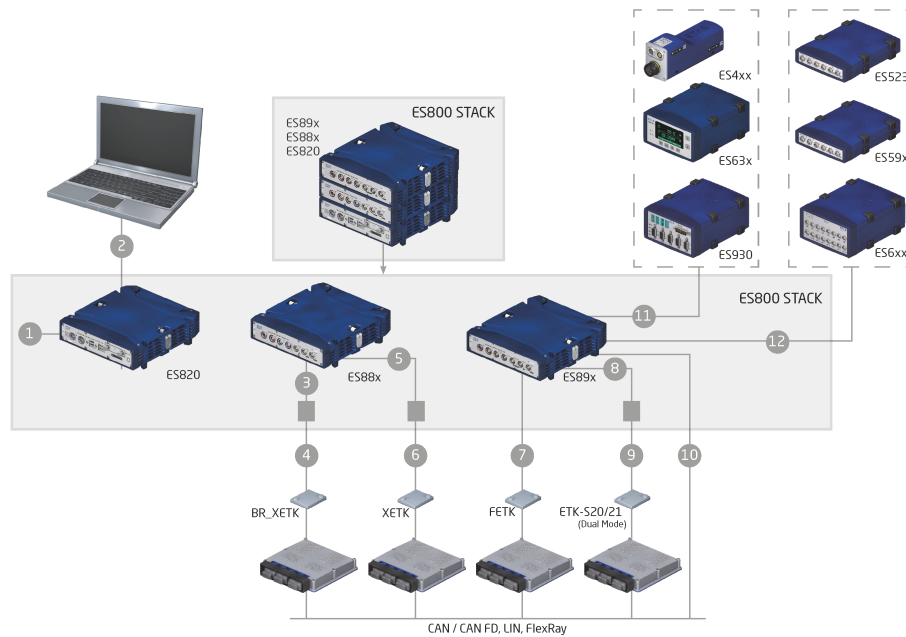 ES4xx
ES523
ES63x
ES59x
ES930
ES6xx
ES800 STACK
ES89x
ES88x
ES820
2
ES800 STACK
11
1
12
ES820
ES88x
5
ES89x
8
3
4
6
7
9
10
BR_XETK
XETK
FETK
ETK-S20/21
(Dual Mode)
CAN / CAN FD, LIN, FlexRay